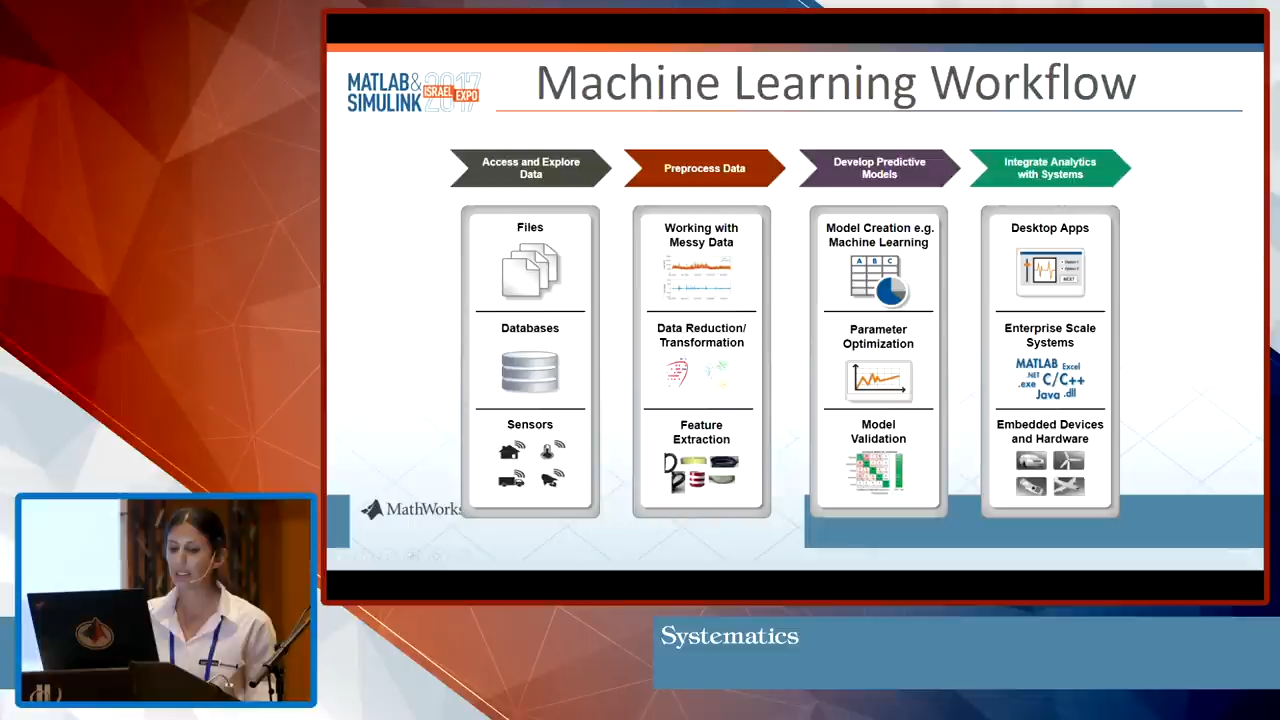 MATLAB&
SIMULINK
2017
ISRAEL
EXPO
Machine Learning Workflow
Access and Explore
Data
Preprocess Data
Develop Predictive
Models
Integrate Analytics
with Systems
Files
Databases
Sensors
Working with
Messy Data
Data Reduction/
Transformation
Feature
Extraction
Model Creation e.g.
Machine Learning
A B C
Parameter
Optimization
Model
Validation
Desktop Apps
NEXT
Enterprise Scale
Systems
MATLAB Excel
.NET
.exe C/C++
Java .dll
Embedded Devices
and Hardware
MathWorks
Systematics